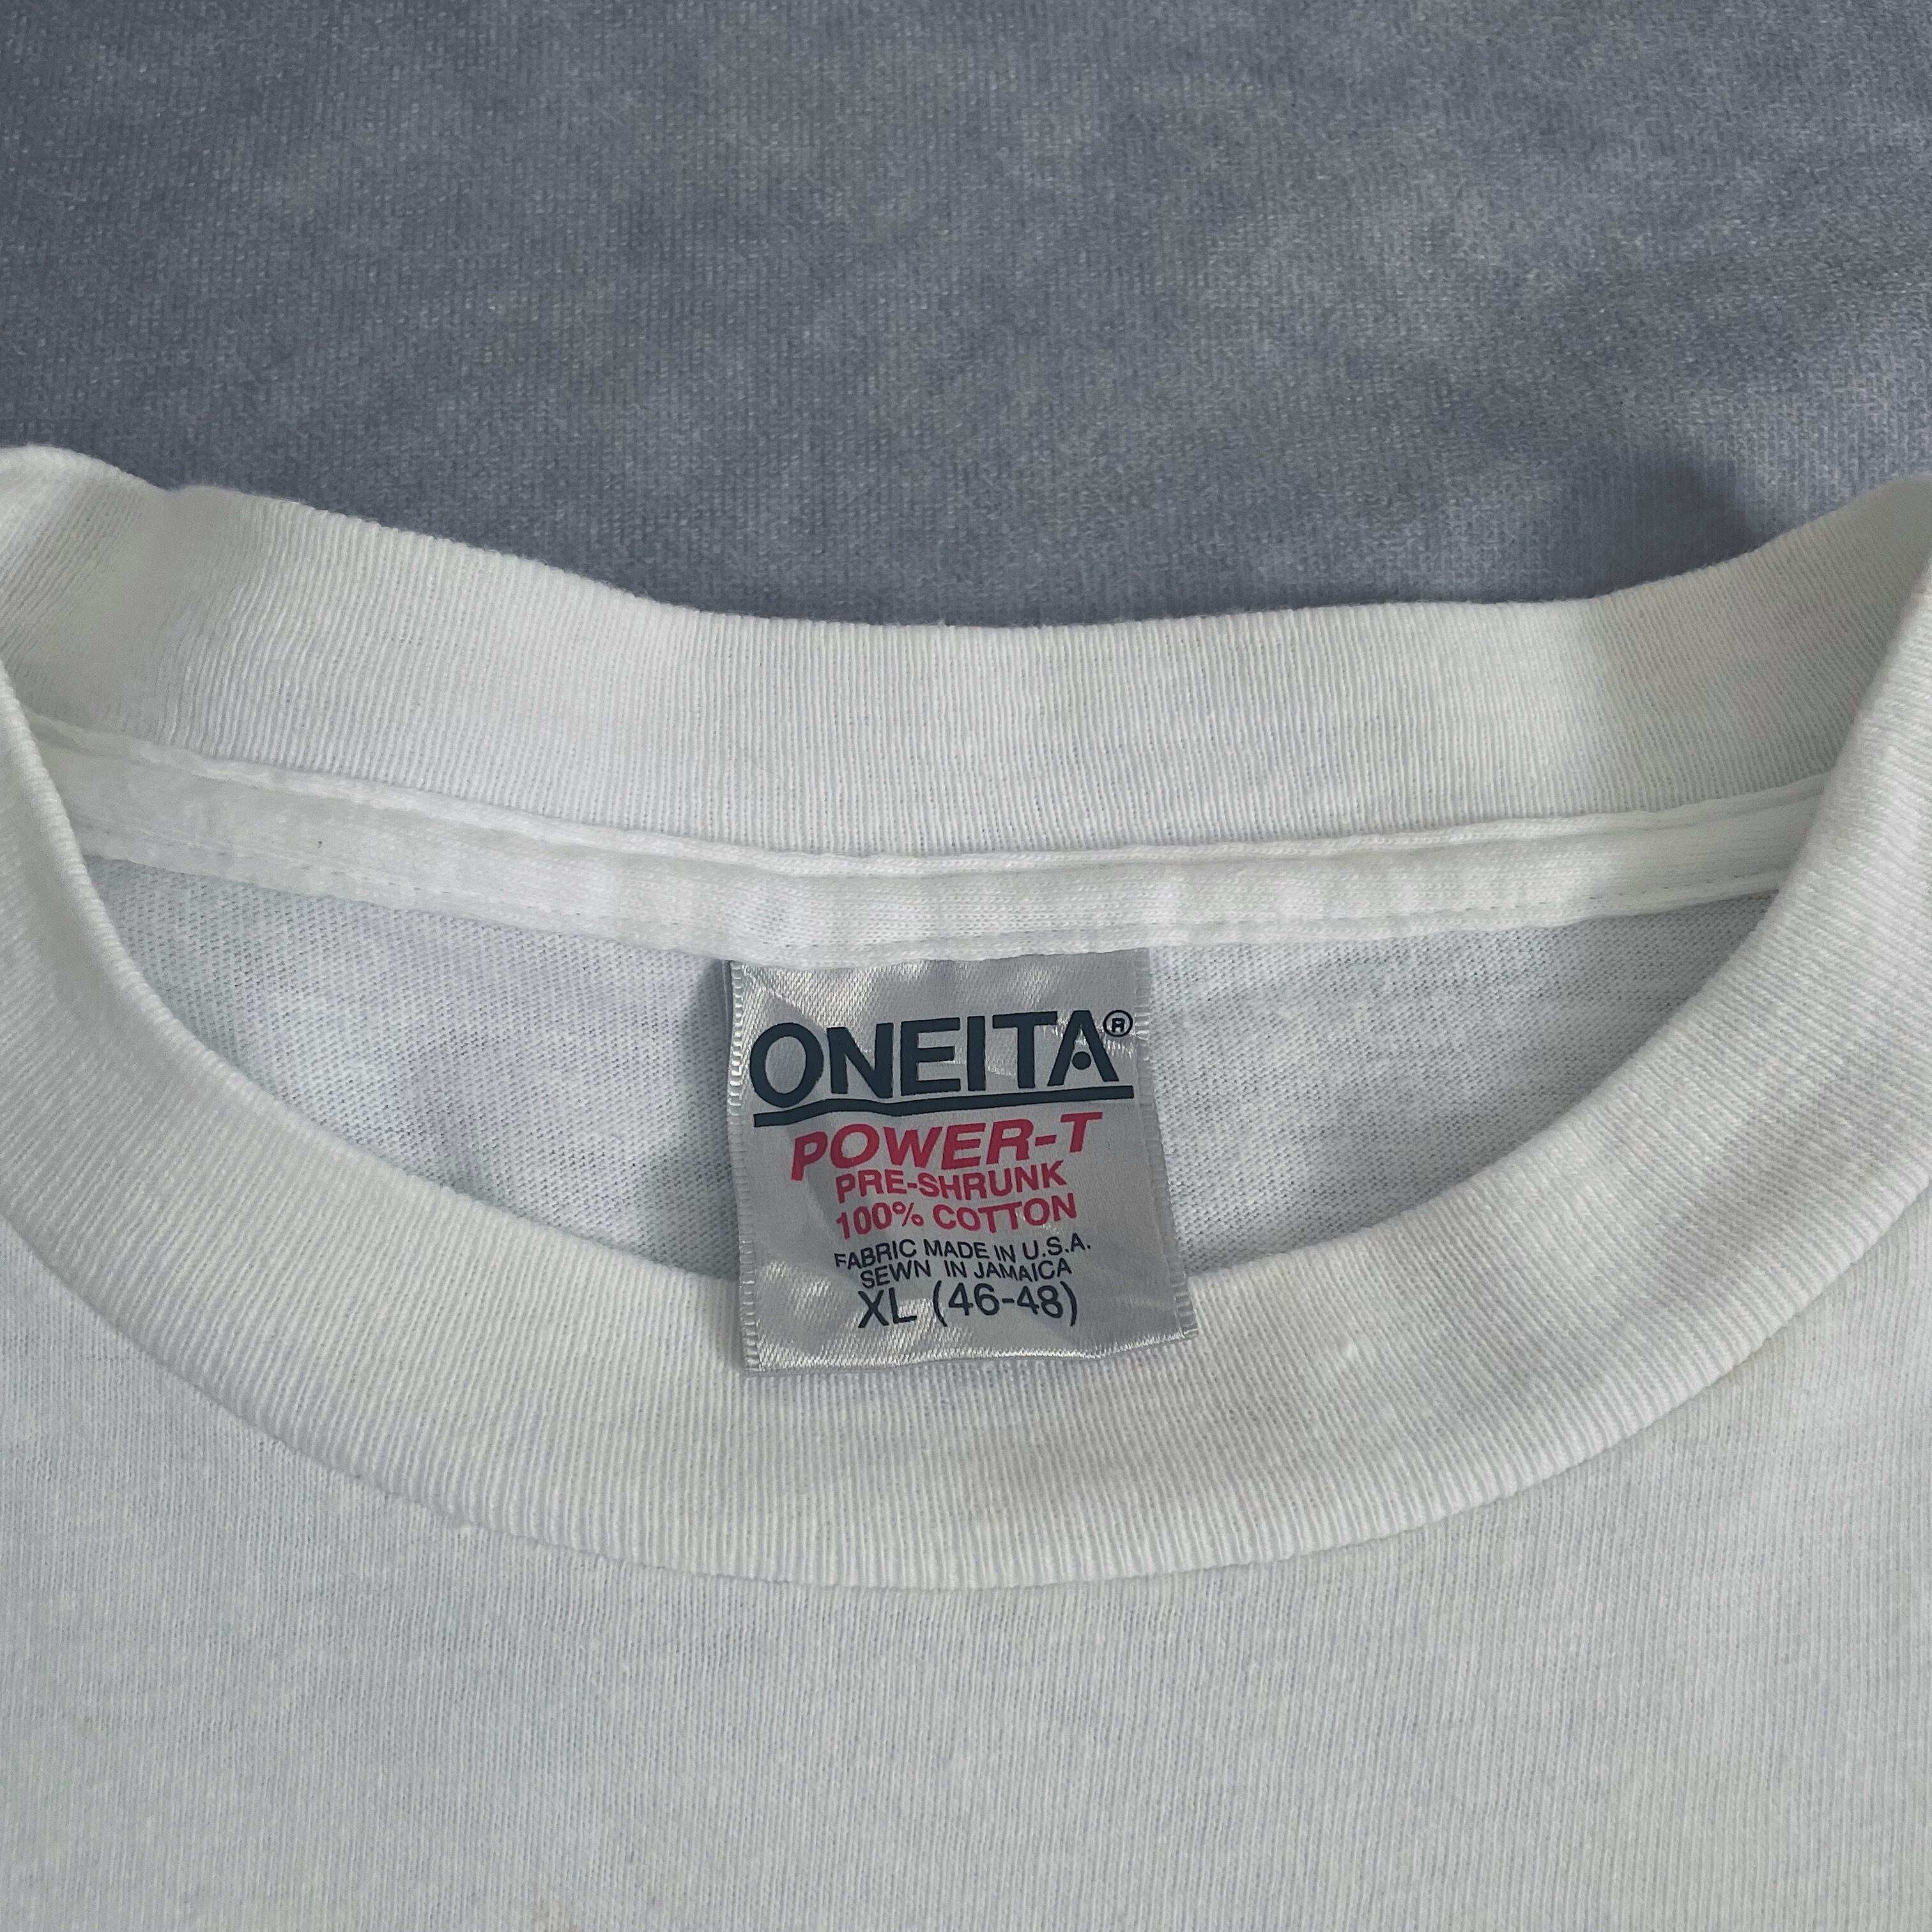 ONEITA®
POWER-T
PRE-SHRUNK
100% COTTON
FABRIC MADE IN U.S.A.
SEWN IN JAMAICA
XL (46-48)